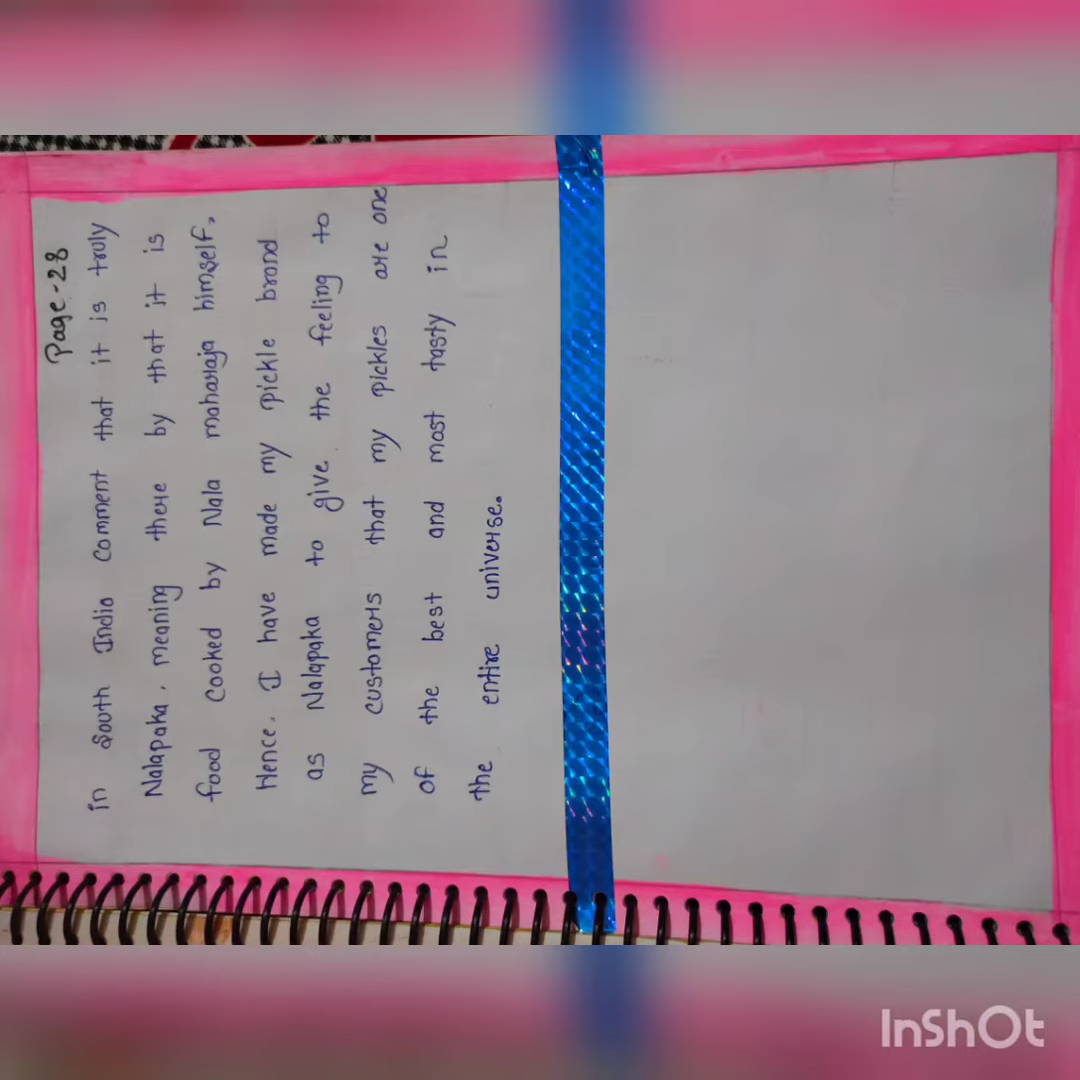 Page-28
in South India Comment that it is truly
Nalapaka, meaning there by that it is
food cooked by Nala maharaja himself.
Hence, I have made my pickle brand
as Nalapaka to give the feeling to
my customers that my pickles are one
of the best and most tasty in
the entire universe.
InShOt